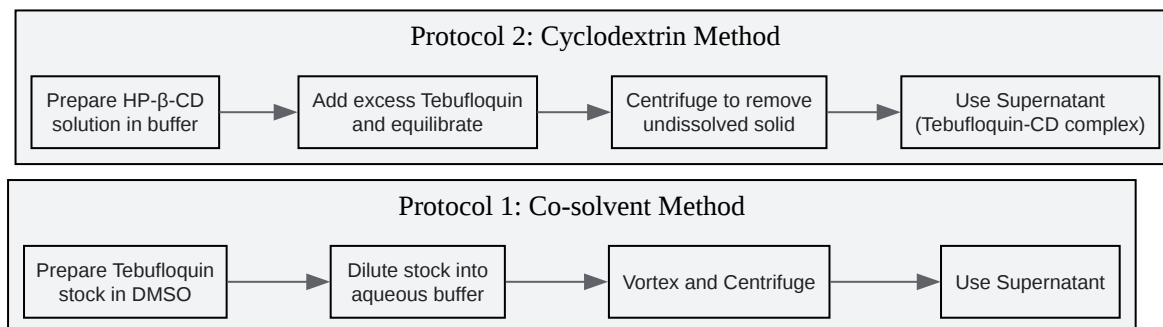 Protocol 2: Cyclodextrin Method
Prepare HP-β-CD
solution in buffer
Add excess Tebufloquin
and equilibrate
Centrifuge to remove
undissolved solid
Use Supernatant
(Tebufloquin-CD complex)
Protocol 1: Co-solvent Method
Prepare Tebufloquin
stock in DMSO
Dilute stock into
aqueous buffer
Vortex and Centrifuge
Use Supernatant